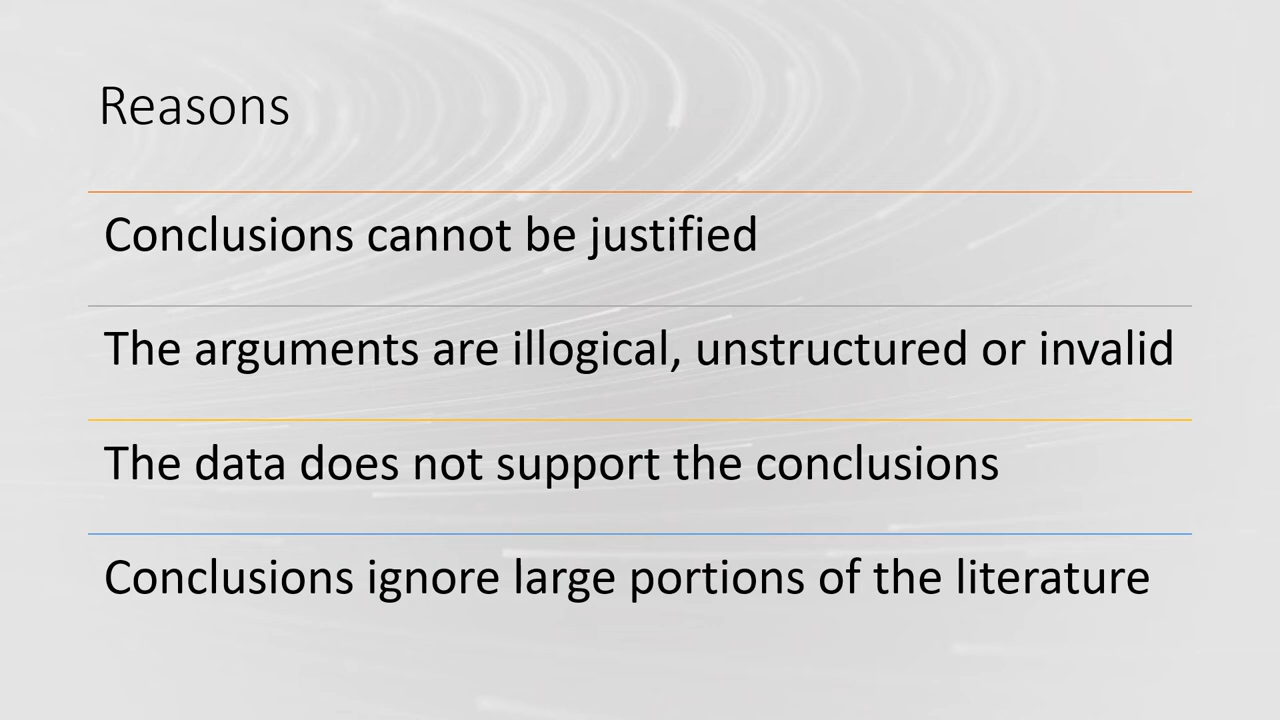 Reasons
Conclusions cannot be justified
The arguments are illogical, unstructured or invalid
The data does not support the conclusions
Conclusions ignore large portions of the literature